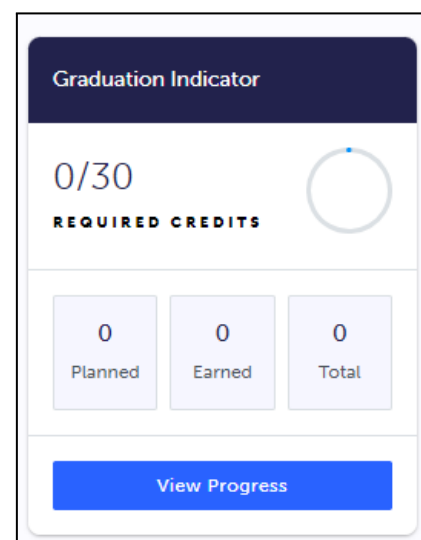 Graduation Indicator
0/30
REQUIRED CREDITS
0
Planned
0
Earned
0
Total
View Progress